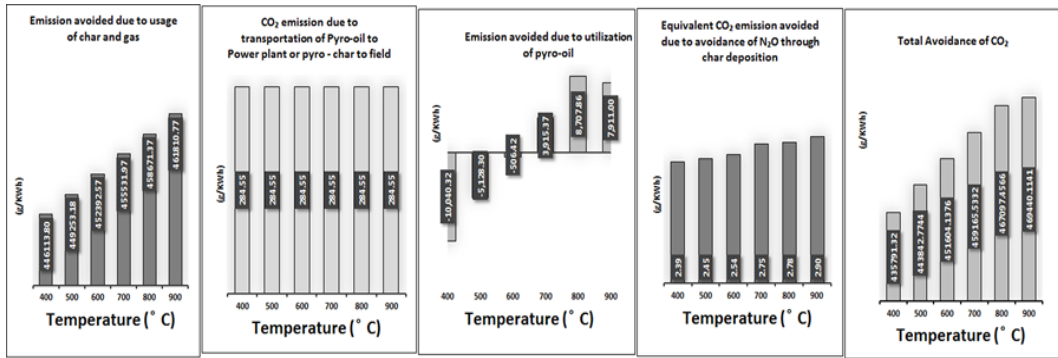 Emission avoided due to usage
of char and gas
(g/KWh)
446113.80
449253.18
452392.57
455531.97
458671.37
461810.77
400 500 600 700 800 900
Temperature (° C)
CO₂ emission due to
transportation of Pyro-oil to
Power plant or pyro - char to field
(g/KWh)
284.55 284.55 284.55 284.55 284.55 284.55
400 500 600 700 800 900
Temperature (° C)
Emission avoided due to utilization
of pyro-oil
(g/KWh)
-10,040.32
-5,128.30
-506.42
3,915.37
8,707.86
7,911.00
400 500 600 700 800 900
Temperature (° C)
Equivalent CO₂ emission avoided
due to avoidance of N₂O through
char deposition
(g/KWh)
2.39 2.45 2.54 2.75 2.78 2.90
400 500 600 700 800 900
Temperature (° C)
Total Avoidance of CO₂
(g/KWh)
435791.32
443842.7744
451604.1376
459165.5332
467097.4566
469440.1141
400 500 600 700 800 900
Temperature (° C)